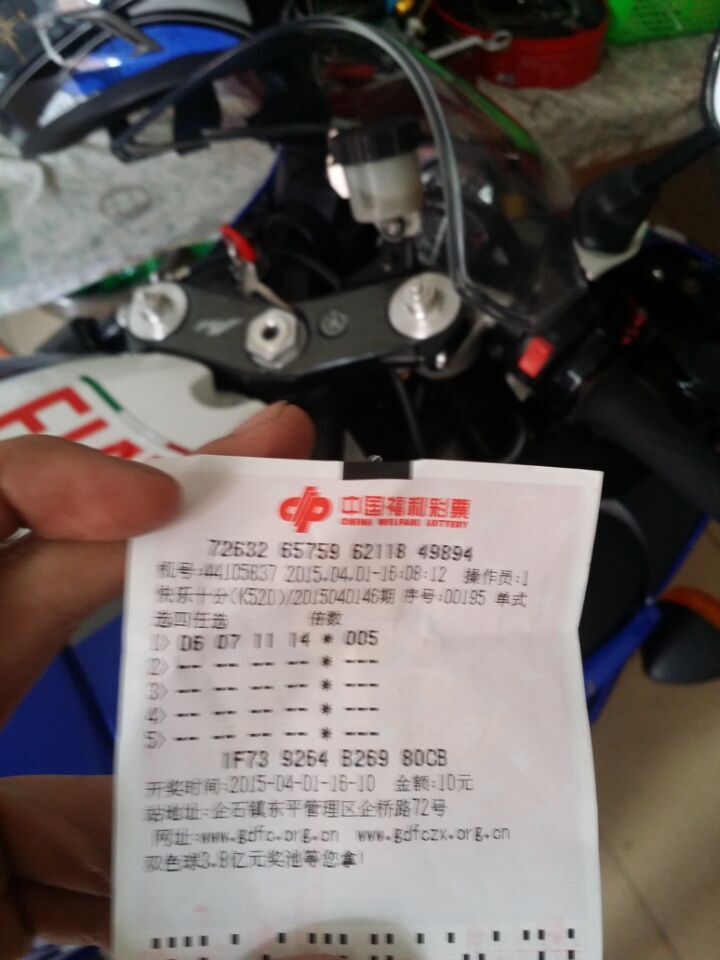 中国福利彩票
CHINA WELFARE LOTTERY
72632 65759 62118 49894
机号:44105837 2015.04.01-16:08:12 操作员:1
快乐十分(K520)/2015040146期 序号:00195 单式
选四任选 倍数
1> 06 07 11 14 * 005
2> -- -- -- -- * ---
3> -- -- -- -- * ---
4> -- -- -- -- * ---
5> -- -- -- -- * ---
1F73 9264 B269 80CB
开奖时间:2015-04-01-16-10 金额:10元
站地址:企石镇东平管理区企桥路72号
网址:www.gdfc.org.cn www.gdfczx.org.cn
双色球3.8亿元奖池等您拿!